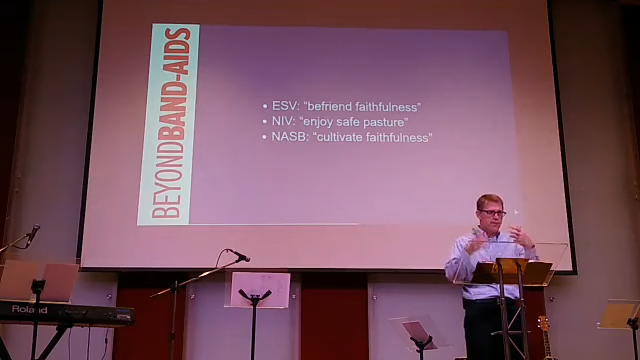 BEYONDBAND-AIDS
• ESV: “befriend faithfulness”
• NIV: “enjoy safe pasture”
• NASB: “cultivate faithfulness”
Roland